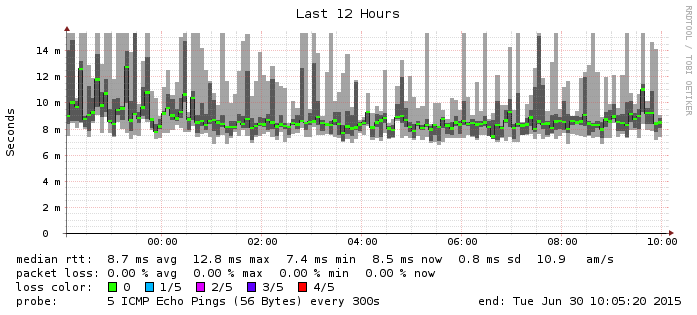 Last 12 Hours
RRDTOOL / TOBI OETIKER
Seconds
14 m
12 m
10 m
8 m
6 m
4 m
2 m
0
00:00 02:00 04:00 06:00 08:00 10:00
median rtt: 8.7 ms avg 12.8 ms max 7.4 ms min 8.5 ms now 0.8 ms sd 10.9 am/s
packet loss: 0.00 % avg 0.00 % max 0.00 % min 0.00 % now
loss color: 0 1/5 2/5 3/5 4/5
probe: 5 ICMP Echo Pings (56 Bytes) every 300s end: Tue Jun 30 10:05:20 2015